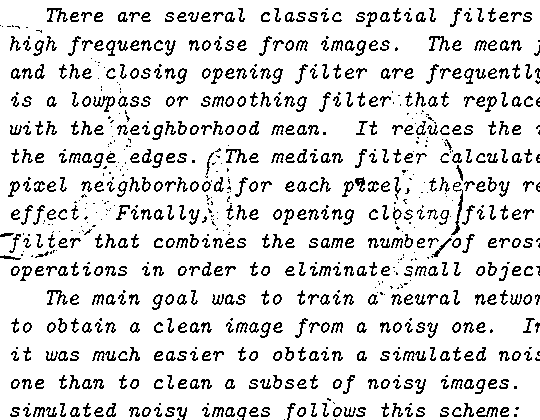 There are several classic spatial filters
high frequency noise from images. The mean
and the closing opening filter are frequently
is a lowpass or smoothing filter that replace
with the neighborhood mean. It reduces the
the image edges. The median filter calculate
pixel neighborhood for each pixel, thereby re
effect. Finally, the opening closing filter
filter that combines the same number of eros
operations in order to eliminate small object
The main goal was to train a neural networ
to obtain a clean image from a noisy one. In
it was much easier to obtain a simulated nois
one than to clean a subset of noisy images.
simulated noisy images follows this scheme: